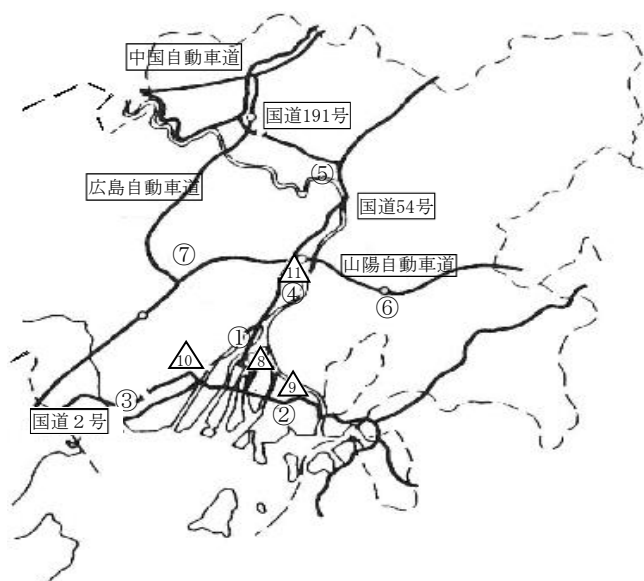 中国自動車道
国道191号
⑤
広島自動車道
国道54号
⑦
11
山陽自動車道
④
⑥
①
10
8
9
③
②
国道2号